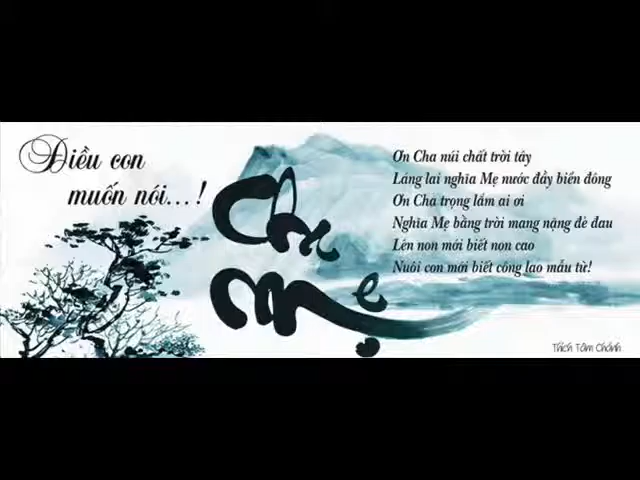 Điều con
muốn nói...!
Cha
Mẹ
Ơn Cha núi chất trời tây
Láng lai nghĩa Mẹ nước đầy biển đông
Ơn Cha trọng lắm ai ơi
Nghĩa Mẹ bằng trời mang nặng đẻ đau
Lên non mới biết non cao
Nuôi con mới biết công lao mẫu từ!
Thích Tâm Chánh